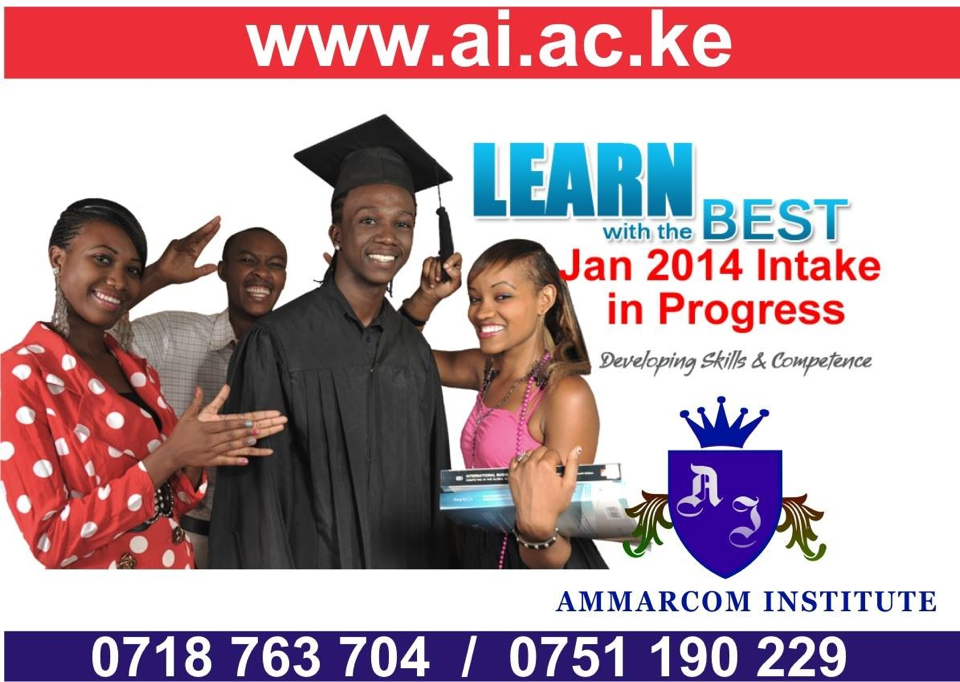 www.ai.ac.ke
LEARN
with the BEST
Jan 2014 Intake
in Progress
Developing Skills & Competence
A I
AMMARCOM INSTITUTE
0718 763 704 / 0751 190 229